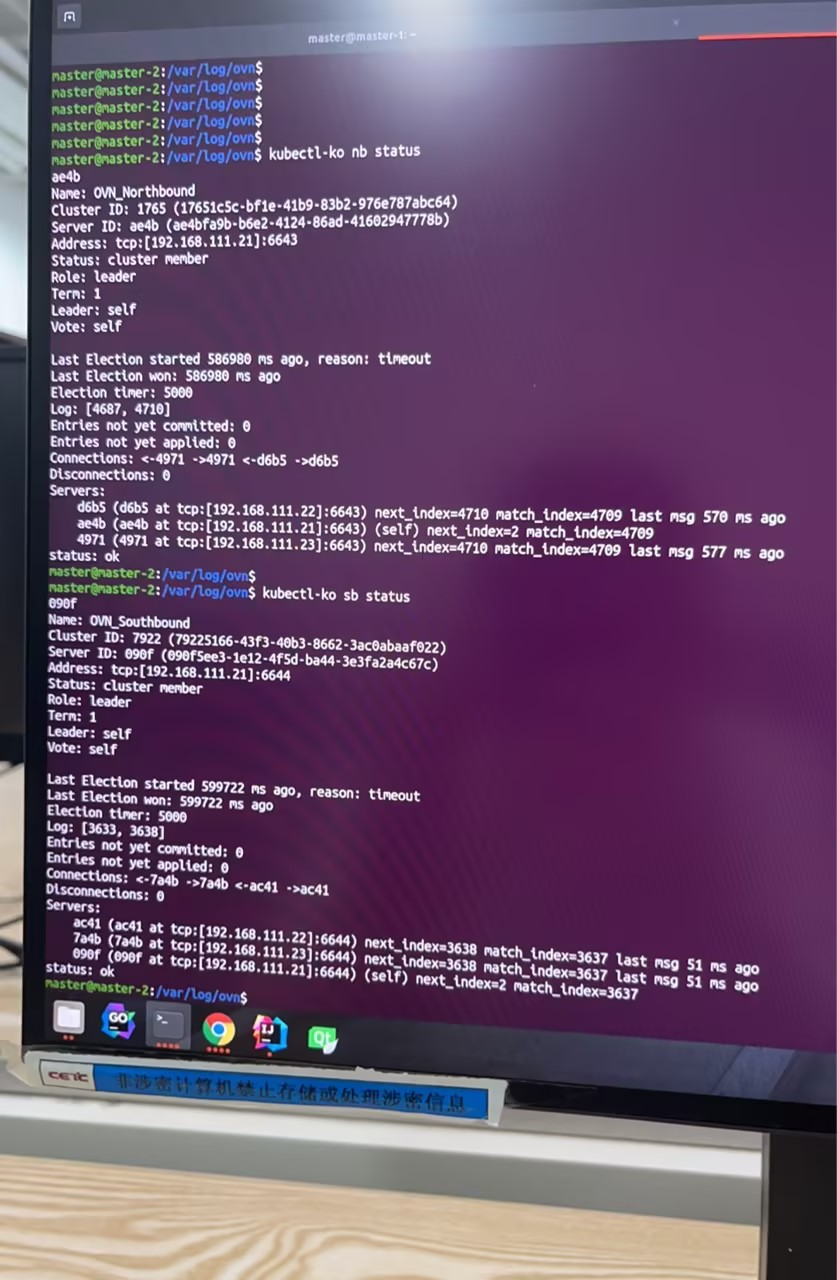 master@master-1: ~
master@master-2:/var/log/ovn$
master@master-2:/var/log/ovn$
master@master-2:/var/log/ovn$
master@master-2:/var/log/ovn$
master@master-2:/var/log/ovn$
master@master-2:/var/log/ovn$ kubectl-ko nb status
ae4b
Name: OVN_Northbound
Cluster ID: 1765 (17651c5c-bf1e-41b9-83b2-976e787abc64)
Server ID: ae4b (ae4bfa9b-b6e2-4124-86ad-41602947778b)
Address: tcp:[192.168.111.21]:6643
Status: cluster member
Role: leader
Term: 1
Leader: self
Vote: self
Last Election started 586980 ms ago, reason: timeout
Last Election won: 586980 ms ago
Election timer: 5000
Log: [4687, 4710]
Entries not yet committed: 0
Entries not yet applied: 0
Connections: <-4971 ->4971 <-d6b5 ->d6b5
Disconnections: 0
Servers:
d6b5 (d6b5 at tcp:[192.168.111.22]:6643) next_index=4710 match_index=4709 last msg 570 ms ago
ae4b (ae4b at tcp:[192.168.111.21]:6643) (self) next_index=2 match_index=4709
4971 (4971 at tcp:[192.168.111.23]:6643) next_index=4710 match_index=4709 last msg 577 ms ago
status: ok
master@master-2:/var/log/ovn$
master@master-2:/var/log/ovn$ kubectl-ko sb status
090f
Name: OVN_Southbound
Cluster ID: 7922 (79225166-43f3-40b3-8662-3ac0abaaf022)
Server ID: 090f (090f5ee3-1e12-4f5d-ba44-3e3fa2a4c67c)
Address: tcp:[192.168.111.21]:6644
Status: cluster member
Role: leader
Term: 1
Leader: self
Vote: self
Last Election started 599722 ms ago, reason: timeout
Last Election won: 599722 ms ago
Election timer: 5000
Log: [3633, 3638]
Entries not yet committed: 0
Entries not yet applied: 0
Connections: <-7a4b ->7a4b <-ac41 ->ac41
Disconnections: 0
Servers:
ac41 (ac41 at tcp:[192.168.111.22]:6644) next_index=3638 match_index=3637 last msg 51 ms ago
7a4b (7a4b at tcp:[192.168.111.23]:6644) next_index=3638 match_index=3637 last msg 51 ms ago
090f (090f at tcp:[192.168.111.21]:6644) (self) next_index=2 match_index=3637
status: ok
master@master-2:/var/log/ovn$
GO
>_
IJ
Qt
CETC 非涉密计算机禁止存储或处理涉密信息